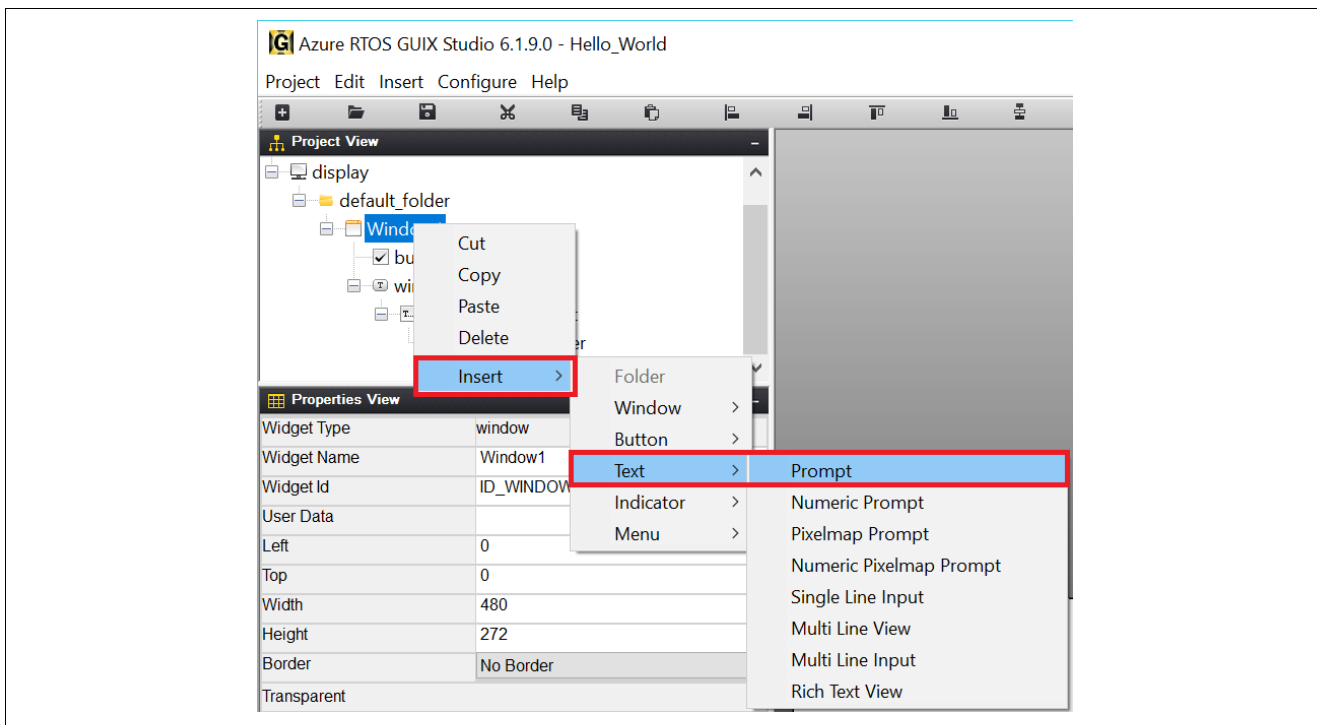 Azure RTOS GUIX Studio 6.1.9.0 - Hello_World
Project Edit Insert Configure Help
Project View
display
default_folder
Cut
Copy
Paste
Delete
Insert
Folder
Window
Button
Text
Indicator
Menu
Prompt
Numeric Prompt
Pixelmap Prompt
Numeric Pixelmap Prompt
Single Line Input
Multi Line View
Multi Line Input
Rich Text View
Properties View
Widget Type window
Widget Name Window1
Widget Id
User Data
Left 0
Top 0
Width 480
Height 272
Border No Border
Transparent